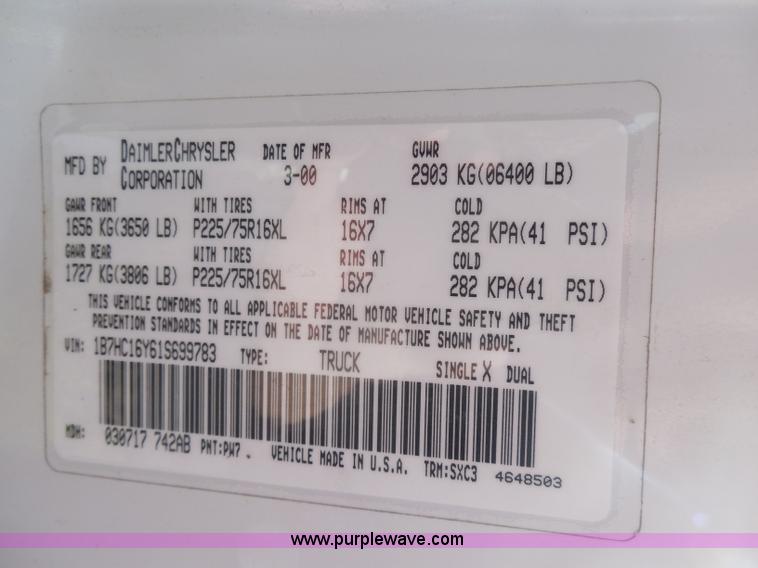 MFD BY DAIMLERCHRYSLER CORPORATION DATE OF MFR 3-00 GVWR 2903 KG(06400 LB)
GAWR FRONT WITH TIRES RIMS AT COLD
1656 KG(3650 LB) P225/75R16XL 16X7 282 KPA(41 PSI)
GAWR REAR WITH TIRES RIMS AT COLD
1727 KG(3806 LB) P225/75R16XL 16X7 282 KPA(41 PSI)
THIS VEHICLE CONFORMS TO ALL APPLICABLE FEDERAL MOTOR VEHICLE SAFETY AND THEFT
PREVENTION STANDARDS IN EFFECT ON THE DATE OF MANUFACTURE SHOWN ABOVE.
VIN: 1B7HC16Y61S699783 TYPE: TRUCK SINGLE X DUAL
MDH: 030717 742AB PNT:PW7 . VEHICLE MADE IN U.S.A. TRM:SXC3 4648503
www.purplewave.com